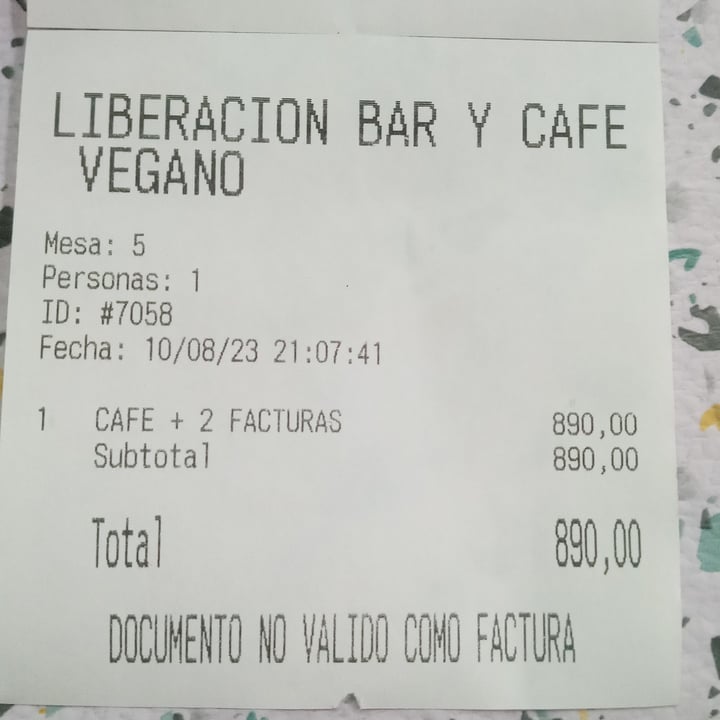 LIBERACION BAR Y CAFE
VEGANO
Mesa: 5
Personas: 1
ID: #7058
Fecha: 10/08/23 21:07:41
1 CAFE + 2 FACTURAS 890,00
Subtotal 890,00
Total 890,00
DOCUMENTO NO VALIDO COMO FACTURA